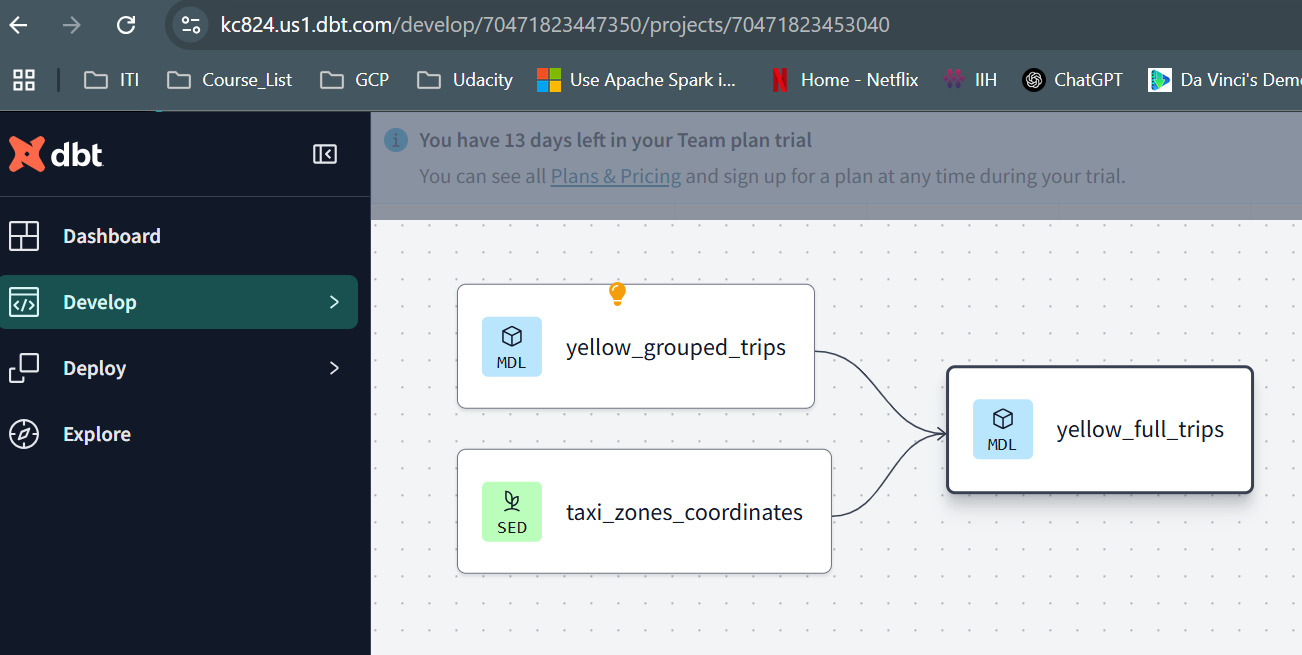 kc824.us1.dbt.com/develop/70471823447350/projects/70471823453040
ITI Course_List GCP Udacity Use Apache Spark i... Home - Netflix IIH ChatGPT Da Vinci's Demo
dbt
You have 13 days left in your Team plan trial
You can see all Plans & Pricing and sign up for a plan at any time during your trial.
Dashboard
Develop
Deploy
Explore
MDL
yellow_grouped_trips
SED
taxi_zones_coordinates
MDL
yellow_full_trips